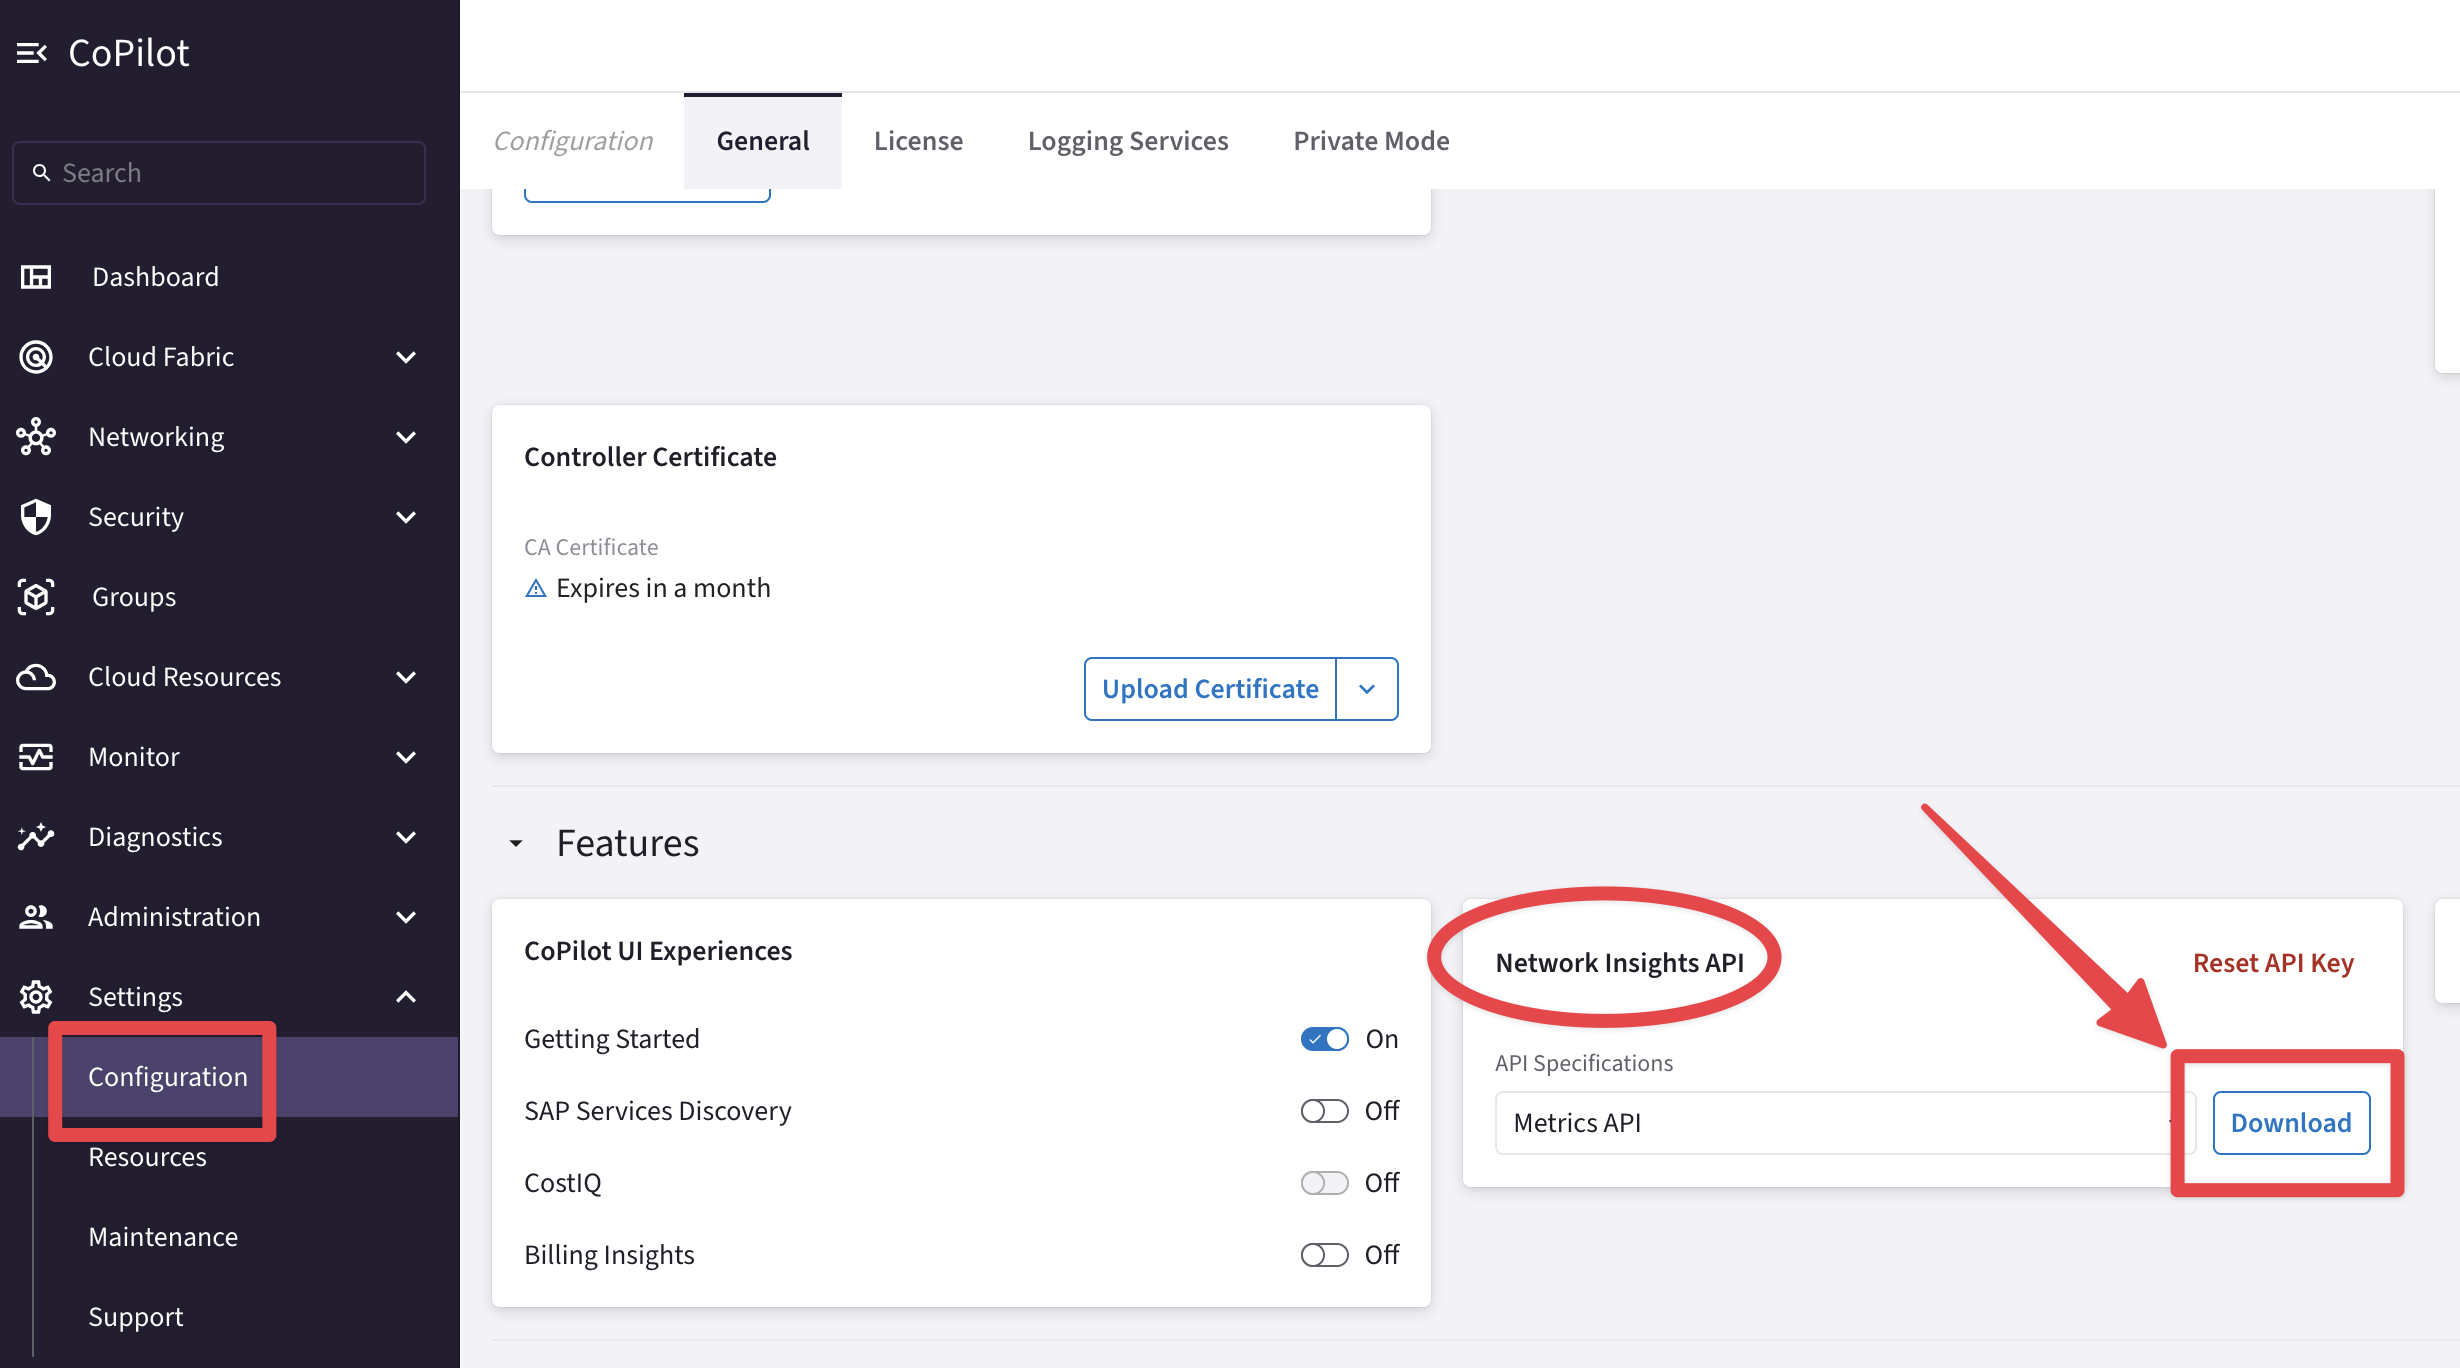 CoPilot
Search
Dashboard
Cloud Fabric
Networking
Security
Groups
Cloud Resources
Monitor
Diagnostics
Administration
Settings
Configuration
Resources
Maintenance
Support
Configuration General License Logging Services Private Mode
Controller Certificate
CA Certificate
Expires in a month
Upload Certificate
Features
CoPilot UI Experiences
Getting Started On
SAP Services Discovery Off
CostIQ Off
Billing Insights Off
Network Insights API Reset API Key
API Specifications
Metrics API Download